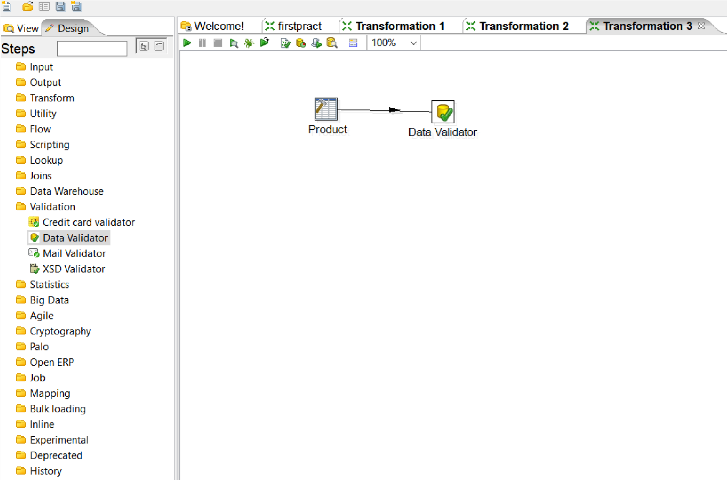 View Design
Welcome! firstpract Transformation 1 Transformation 2 Transformation 3
Steps
100%
Input
Output
Transform
Utility
Flow
Scripting
Lookup
Joins
Data Warehouse
Validation
Credit card validator
Data Validator
Mail Validator
XSD Validator
Statistics
Big Data
Agile
Cryptography
Palo
Open ERP
Job
Mapping
Bulk loading
Inline
Experimental
Deprecated
History
Product
Data Validator